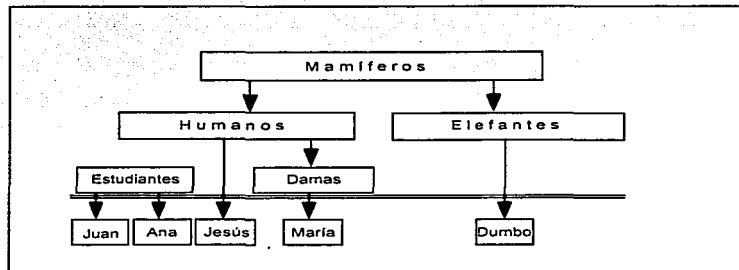 Mamíferos
Humanos Elefantes
Estudiantes Damas
Juan Ana Jesús María Dumbo